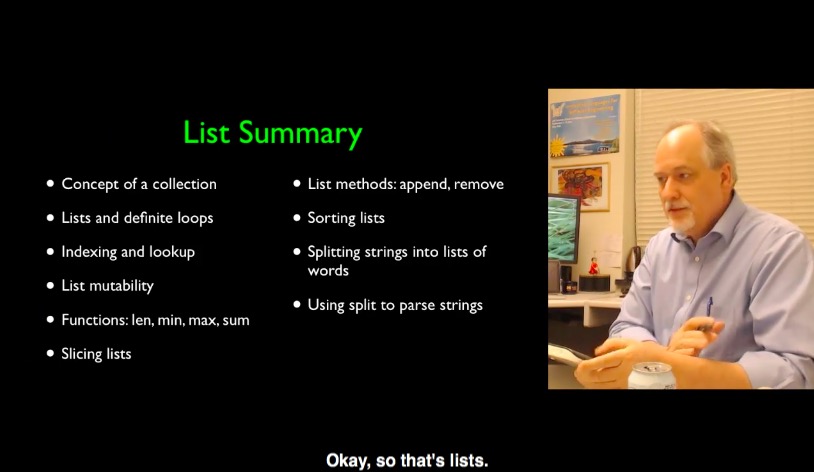 List Summary
Concept of a collection
Lists and definite loops
Indexing and lookup
List mutability
Functions: len, min, max, sum
Slicing lists
List methods: append, remove
Sorting lists
Splitting strings into lists of
words
Using split to parse strings
Okay, so that's lists.